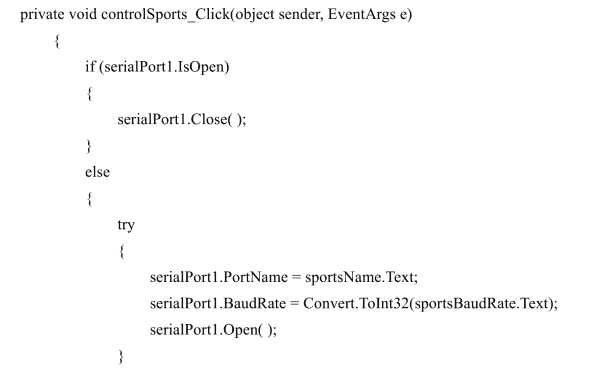 private void controlSports_Click(object sender, EventArgs e)
{
if (serialPort1.IsOpen)
{
serialPort1.Close( );
}
else
{
try
{
serialPort1.PortName = sportsName.Text;
serialPort1.BaudRate = Convert.ToInt32(sportsBaudRate.Text);
serialPort1.Open( );
}